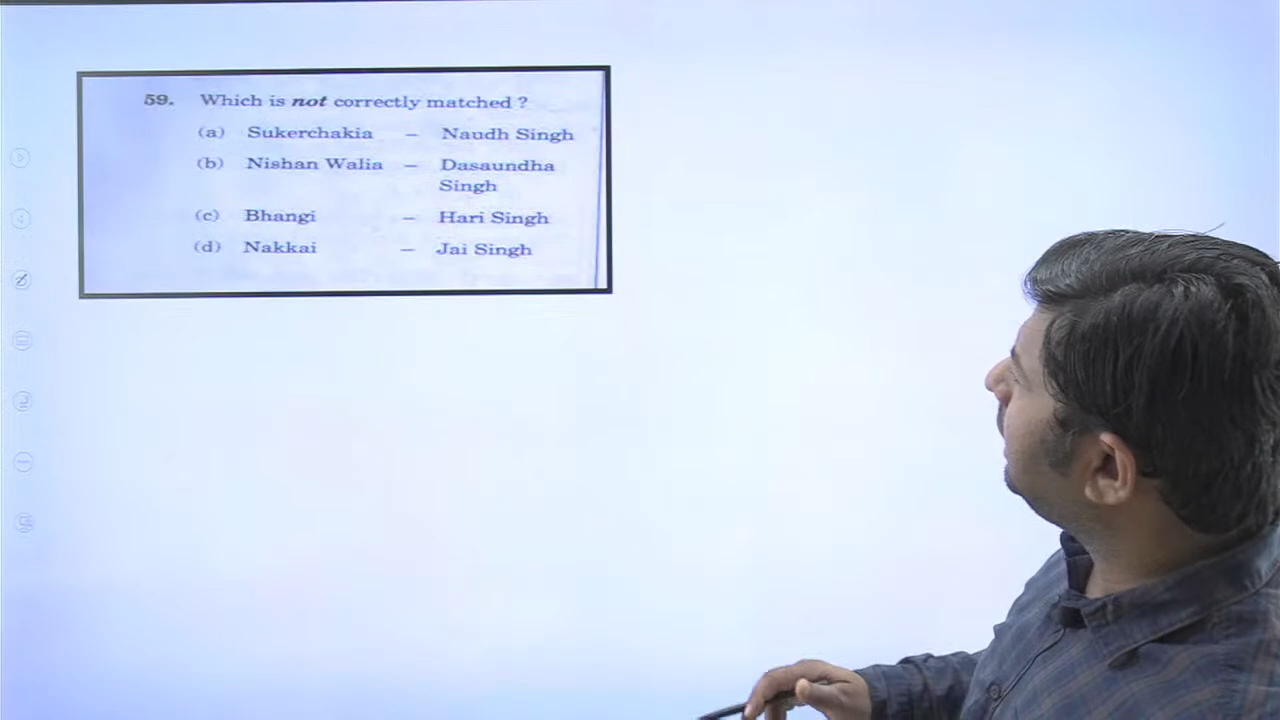 59. Which is not correctly matched ?
(a) Sukerchakia – Naudh Singh
(b) Nishan Walia – Dasaundha
Singh
(c) Bhangi – Hari Singh
(d) Nakkai – Jai Singh